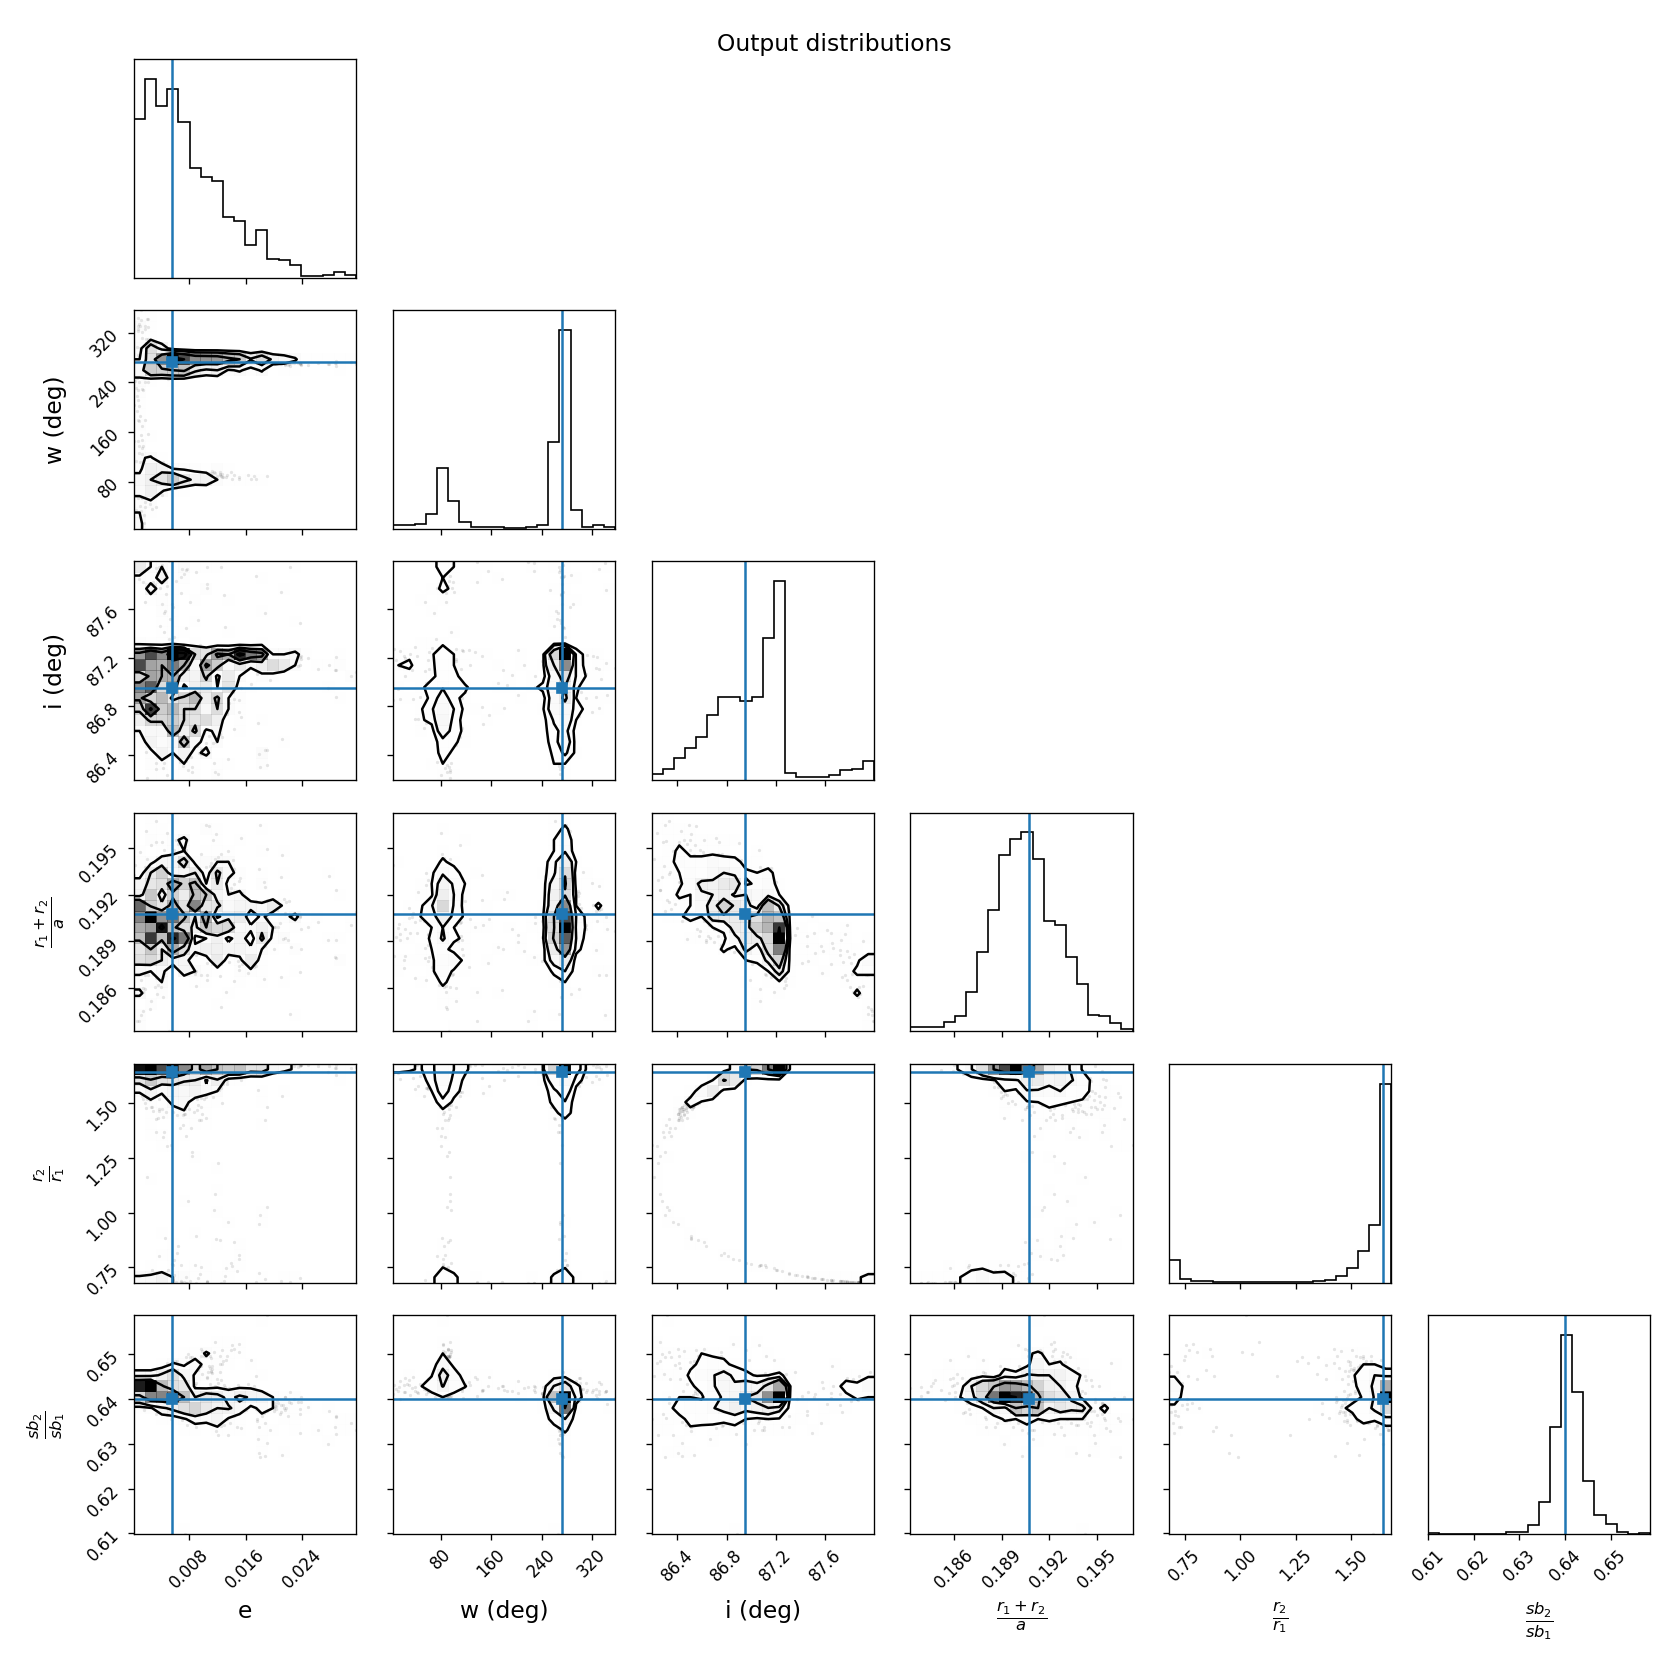 Output distributions
w (deg)
320
240
160
80
i (deg)
87.6
87.2
86.8
86.4
r1 + r2
a
0.195
0.192
0.189
0.186
r2
r1
1.50
1.25
1.00
0.75
sb2
sb1
0.65
0.64
0.63
0.62
0.61
0.008 0.016 0.024
80 160 240 320
86.4 86.8 87.2 87.6
0.186 0.189 0.192 0.195
0.75 1.00 1.25 1.50
0.61 0.62 0.63 0.64 0.65
e
w (deg)
i (deg)
r1 + r2
a
r2
r1
sb2
sb1